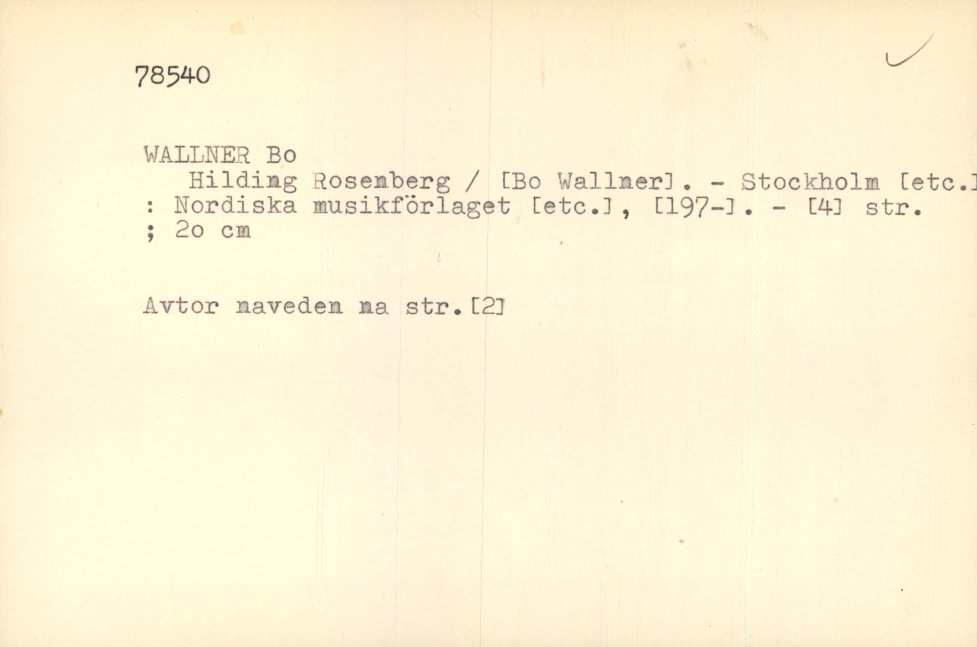 78540
WALLNER Bo
Hilding Rosenberg / [Bo Wallner]. - Stockholm [etc.]
: Nordiska musikförlaget [etc.], [197-]. - [4] str.
; 2o cm
Avtor naveden na str.[2]